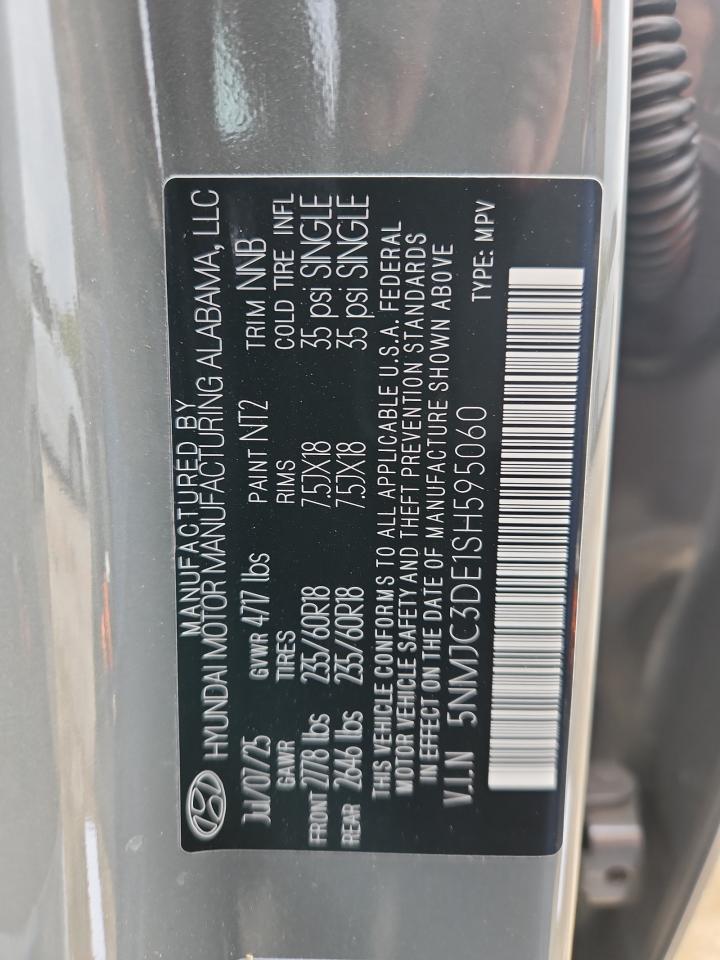 MANUFACTURED BY
HYUNDAI MOTOR MANUFACTURING ALABAMA, LLC
Jul/07/25 GVWR 4717 lbs PAINT NT2 TRIM NNB
GAWR TIRES RIMS COLD TIRE INFL
FRONT 2778 lbs 235/60R18 7.5JX18 35 psi SINGLE
REAR 2646 lbs 235/60R18 7.5JX18 35 psi SINGLE
THIS VEHICLE CONFORMS TO ALL APPLICABLE U.S.A. FEDERAL
MOTOR VEHICLE SAFETY AND THEFT PREVENTION STANDARDS
IN EFFECT ON THE DATE OF MANUFACTURE SHOWN ABOVE
V.I.N 5NMJC3DE1SH595060 TYPE: MPV